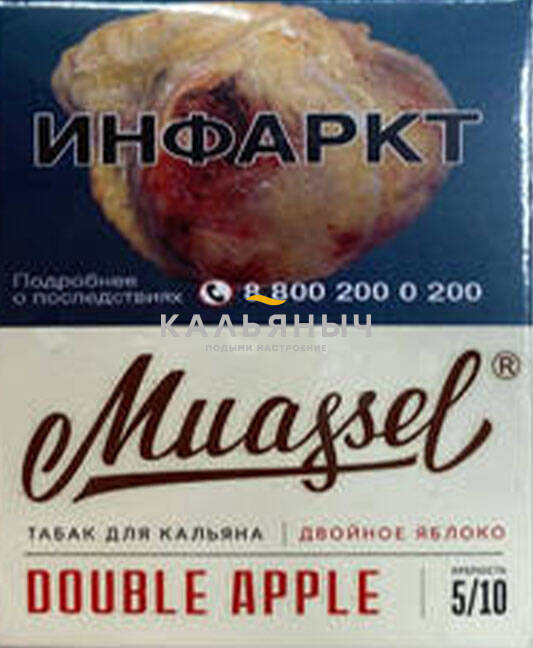 ИНФАРКТ
Подробнее
о последствиях
8 800 200 0 200
КАЛЬЯНЫЧ
ПОДЫМИ НАСТРОЕНИЕ
Muassel®
ТАБАК ДЛЯ КАЛЬЯНА | ДВОЙНОЕ ЯБЛОКО
DOUBLE APPLE
КРЕПОСТЬ
5/10